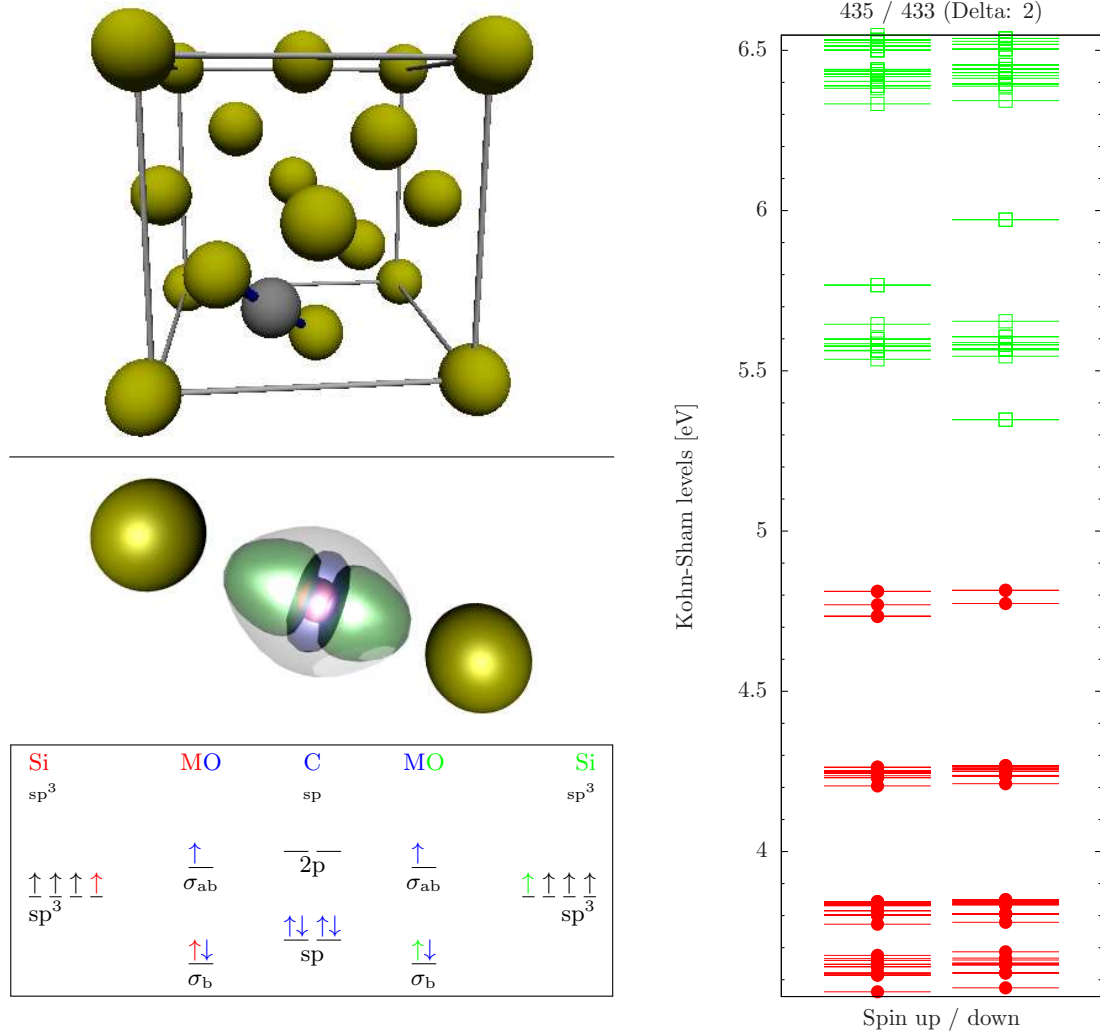 435 / 433 (Delta: 2)
6.5
6
5.5
5
4.5
4
Kohn-Sham levels [eV]
Spin up / down
Si MO C MO Si
sp³ sp sp³
↑ ↑
2p
σab σab
↑ ↑ ↑ ↑ ↑ ↑ ↑ ↑
sp³ sp³
↑↓ ↑↓
sp
↑↓ ↑↓
σb σb